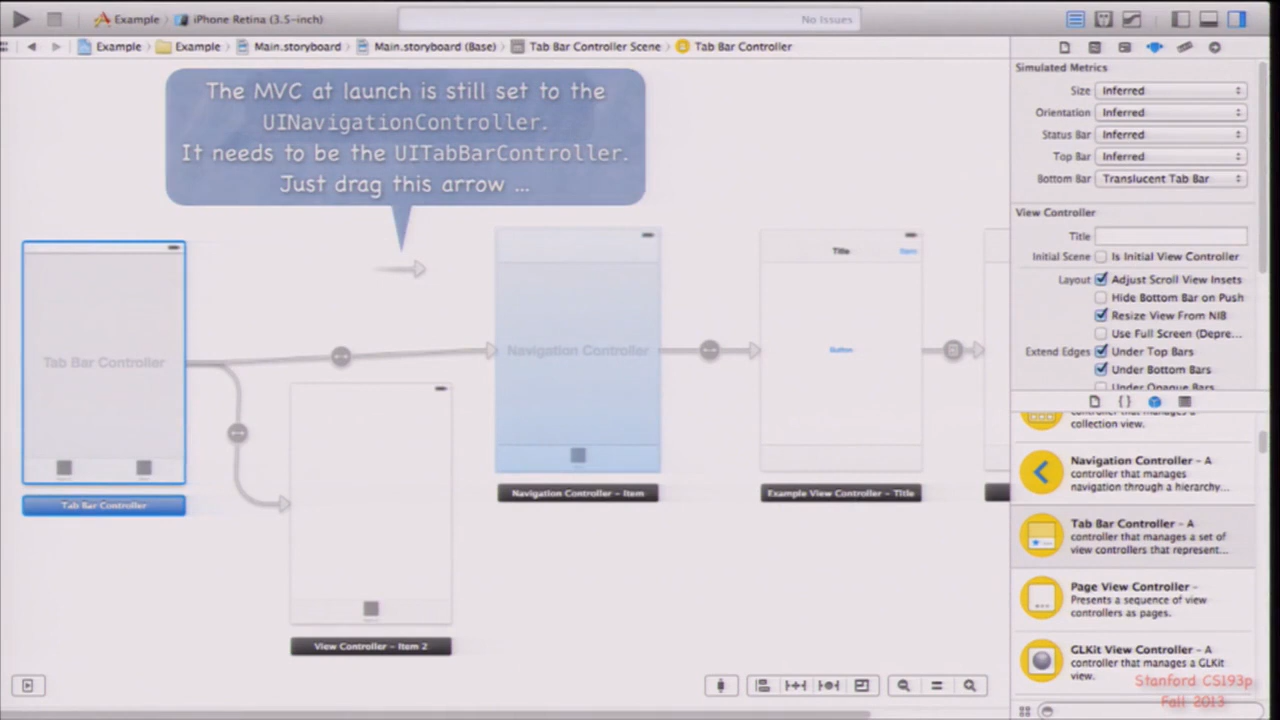 Example
iPhone Retina (3.5-inch)
No Issues
Example
Example
Main.storyboard
Main.storyboard (Base)
Tab Bar Controller Scene
Tab Bar Controller
The MVC at launch is still set to the
UINavigationController.
It needs to be the UITabBarController.
Just drag this arrow ...
Tab Bar Controller
Tab Bar Controller
Navigation Controller
Navigation Controller - Item
Title
Item
Button
Example View Controller - Title
View Controller - Item 2
Simulated Metrics
Size Inferred
Orientation Inferred
Status Bar Inferred
Top Bar Inferred
Bottom Bar Translucent Tab Bar
View Controller
Title
Initial Scene Is Initial View Controller
Layout Adjust Scroll View Insets
Hide Bottom Bar on Push
Resize View From NIB
Use Full Screen (Depre...
Extend Edges Under Top Bars
Under Bottom Bars
Under Opaque Bars
{ }
controller that manages a
collection view.
Navigation Controller - A
controller that manages
navigation through a hierarchy...
Tab Bar Controller - A
controller that manages a set of
view controllers that represent...
Page View Controller -
Presents a sequence of view
controllers as pages.
GLKit View Controller - A
controller that manages a GLKit
view.
Stanford CS193p
Fall 2013